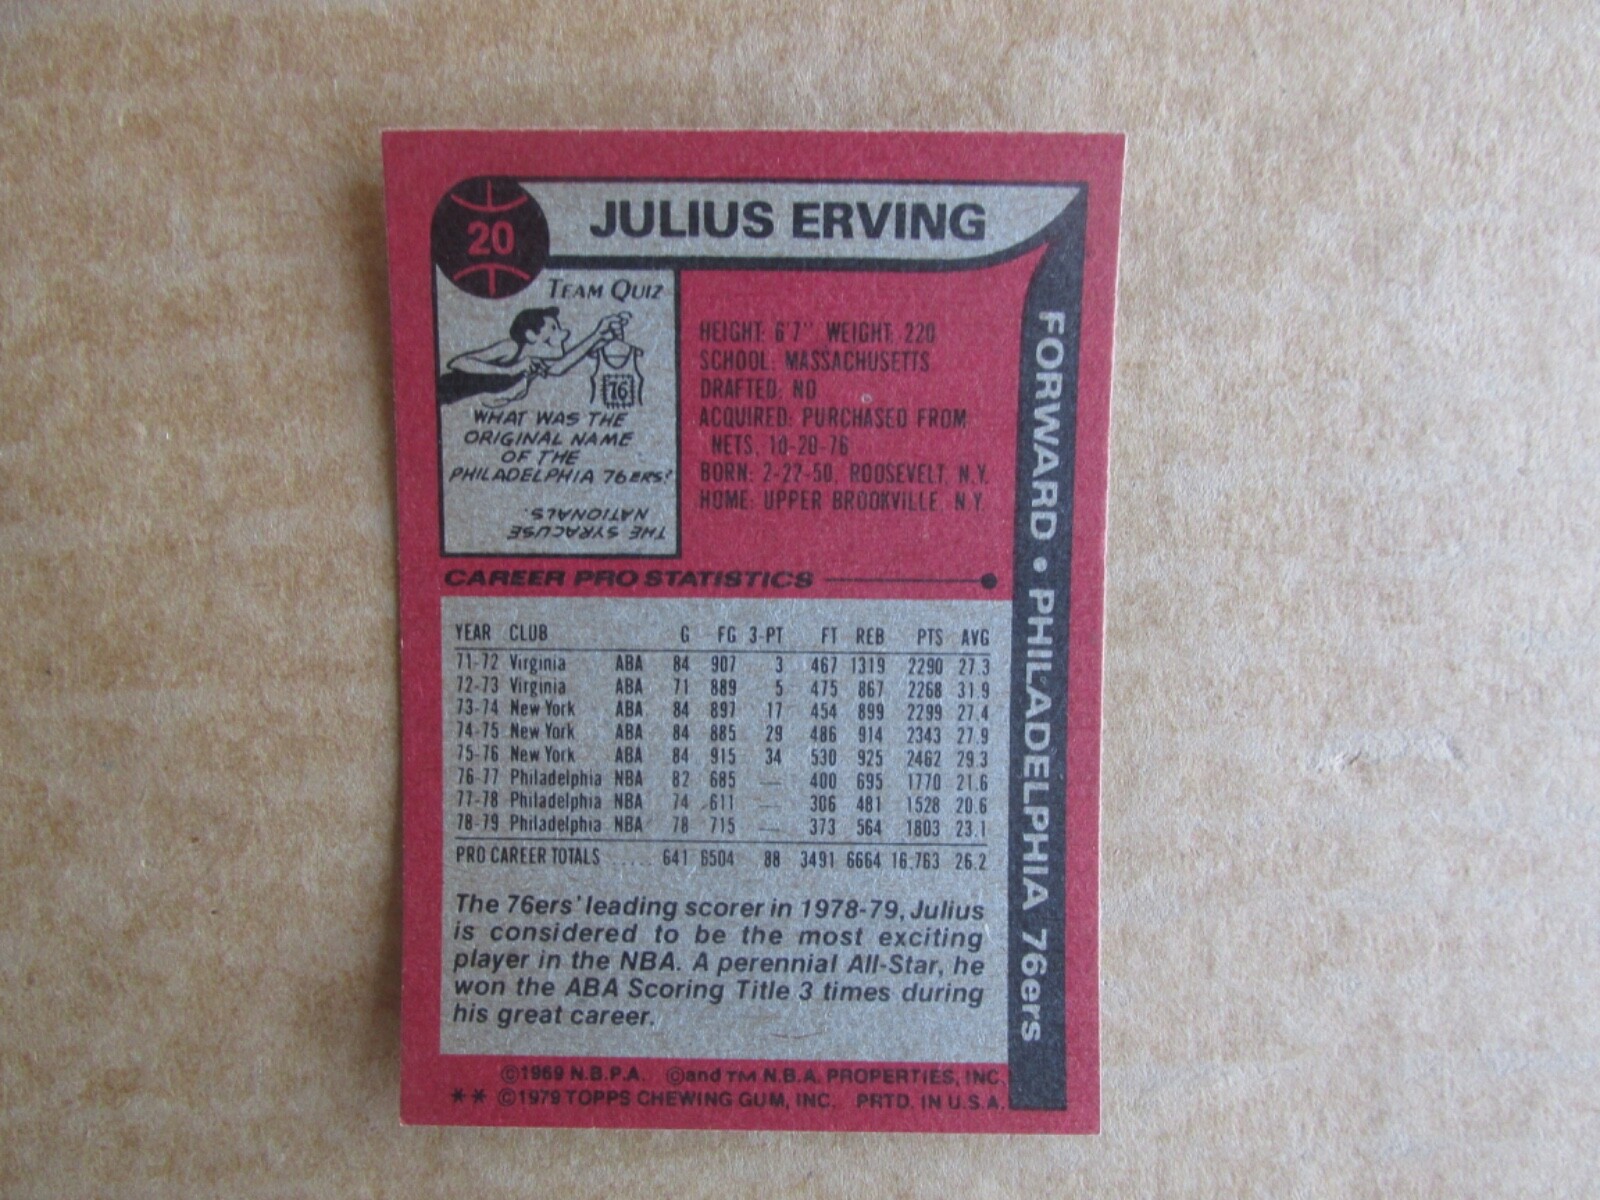 20
JULIUS ERVING
TEAM QUIZ
76
WHAT WAS THE
ORIGINAL NAME
OF THE
PHILADELPHIA 76ERS?
THE SYRACUSE
NATIONALS.
HEIGHT: 6'7" WEIGHT: 220
SCHOOL: MASSACHUSETTS
DRAFTED: NO
ACQUIRED: PURCHASED FROM
NETS, 10-20-76
BORN: 2-22-50, ROOSEVELT, N.Y.
HOME: UPPER BROOKVILLE, N.Y.
FORWARD • PHILADELPHIA 76ers
CAREER PRO STATISTICS
YEAR CLUB G FG 3-PT FT REB PTS AVG
71-72 Virginia ABA 84 907 3 467 1319 2290 27.3
72-73 Virginia ABA 71 889 5 475 867 2268 31.9
73-74 New York ABA 84 897 17 454 899 2299 27.4
74-75 New York ABA 84 885 29 486 914 2343 27.9
75-76 New York ABA 84 915 34 530 925 2462 29.3
76-77 Philadelphia NBA 82 685 — 400 695 1770 21.6
77-78 Philadelphia NBA 74 611 — 306 481 1528 20.6
78-79 Philadelphia NBA 78 715 — 373 564 1803 23.1
PRO CAREER TOTALS ..... 641 6504 88 3491 6664 16,763 26.2
The 76ers' leading scorer in 1978-79, Julius
is considered to be the most exciting
player in the NBA. A perennial All-Star, he
won the ABA Scoring Title 3 times during
his great career.
©1969 N.B.P.A. ©and TM N.B.A. PROPERTIES, INC.
** ©1979 TOPPS CHEWING GUM, INC. PRTD. IN U.S.A.